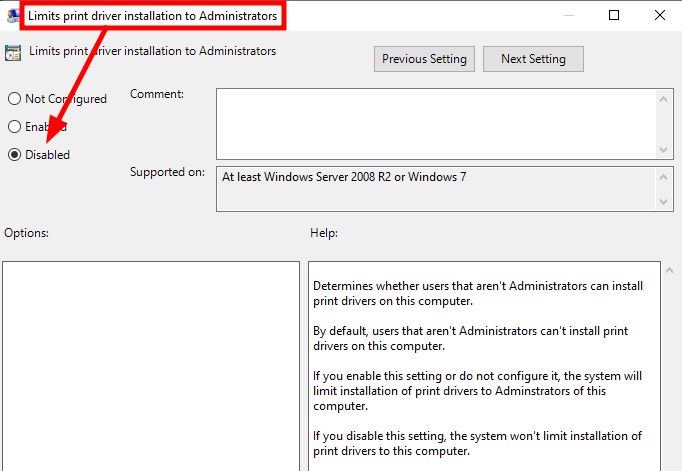 Limits print driver installation to Administrators
Limits print driver installation to Administrators
Previous Setting
Next Setting
Not Configured
Comment:
Enabled
Disabled
Supported on:
At least Windows Server 2008 R2 or Windows 7
Options:
Help:
Determines whether users that aren't Administrators can install
print drivers on this computer.
By default, users that aren't Administrators can't install print
drivers on this computer.
If you enable this setting or do not configure it, the system will
limit installation of print drivers to Adminstrators of this
computer.
If you disable this setting, the system won't limit installation of
print drivers to this computer.